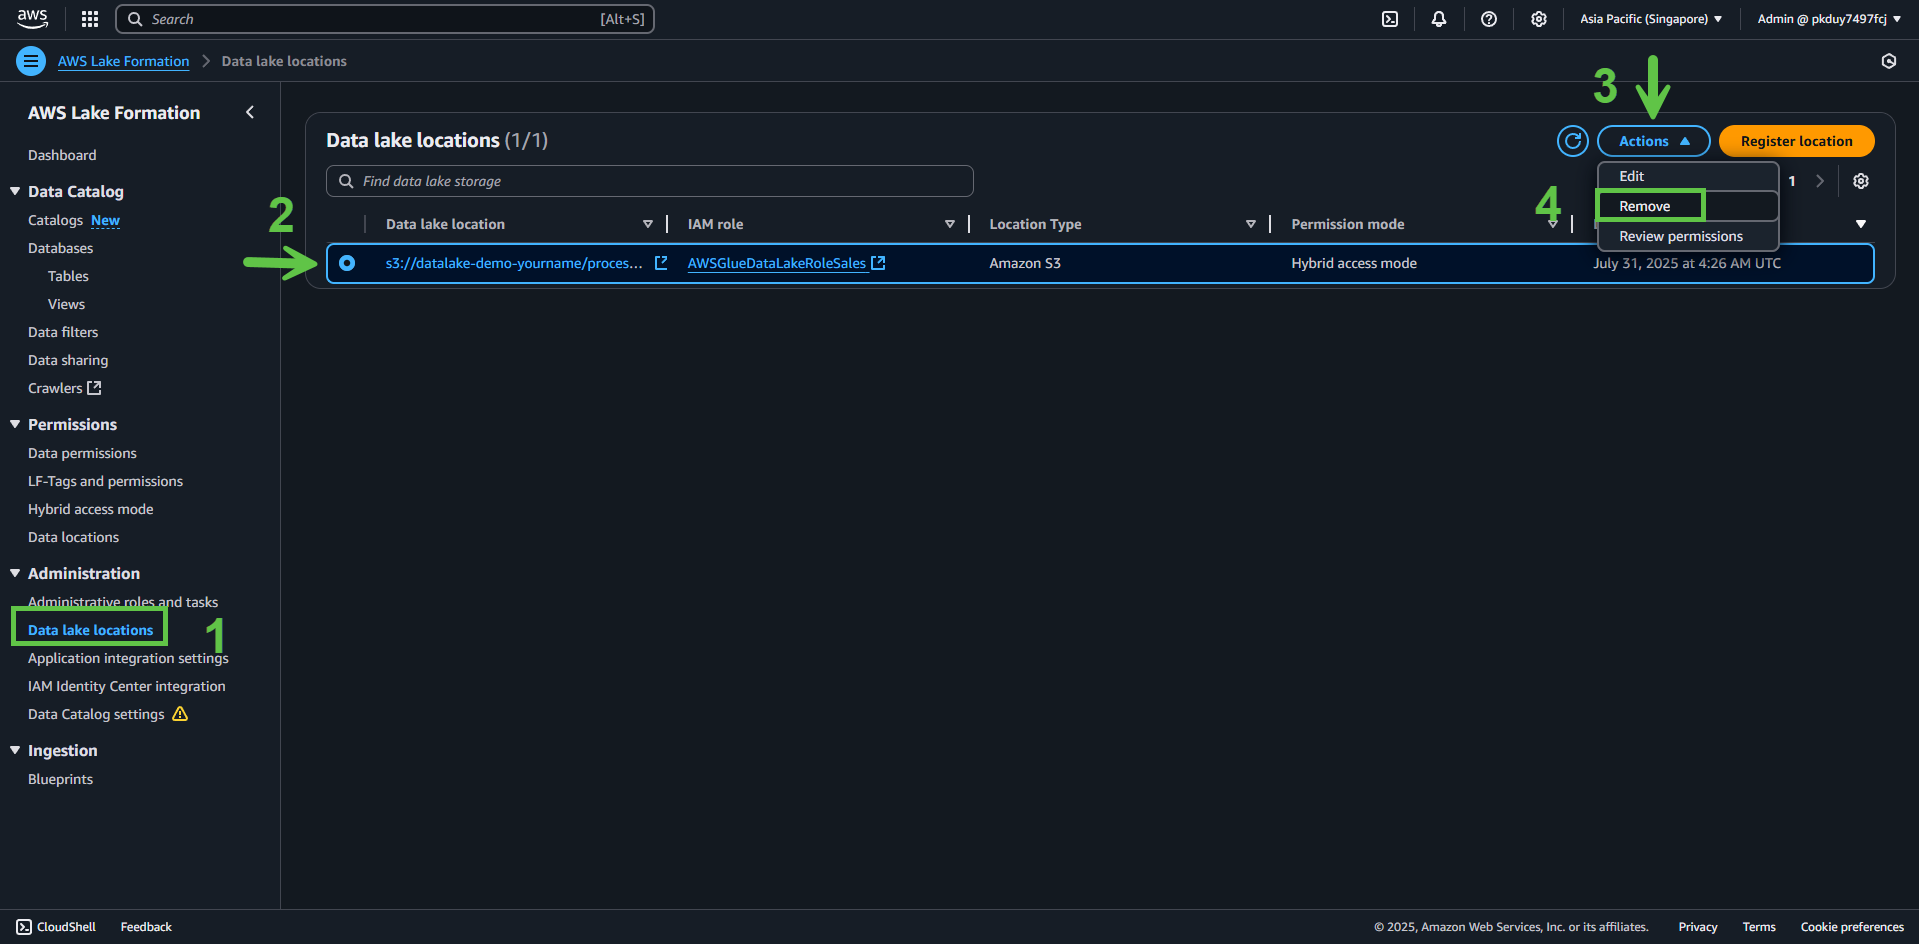 aws
Search [Alt+S]
Asia Pacific (Singapore)
Admin @ pkduy7497fcj
AWS Lake Formation
Data lake locations
3
AWS Lake Formation
Dashboard
Data Catalog
Catalogs New
Databases
Tables
Views
Data filters
Data sharing
Crawlers
Permissions
Data permissions
LF-Tags and permissions
Hybrid access mode
Data locations
Administration
Administrative roles and tasks
Data lake locations
1
Application integration settings
IAM Identity Center integration
Data Catalog settings
Ingestion
Blueprints
Data lake locations (1/1)
Actions
Register location
Find data lake storage
Edit
1
4
Remove
Review permissions
2
Data lake location
IAM role
Location Type
Permission mode
s3://datalake-demo-yourname/proces...
AWSGlueDataLakeRoleSales
Amazon S3
Hybrid access mode
July 31, 2025 at 4:26 AM UTC
CloudShell
Feedback
© 2025, Amazon Web Services, Inc. or its affiliates.
Privacy
Terms
Cookie preferences